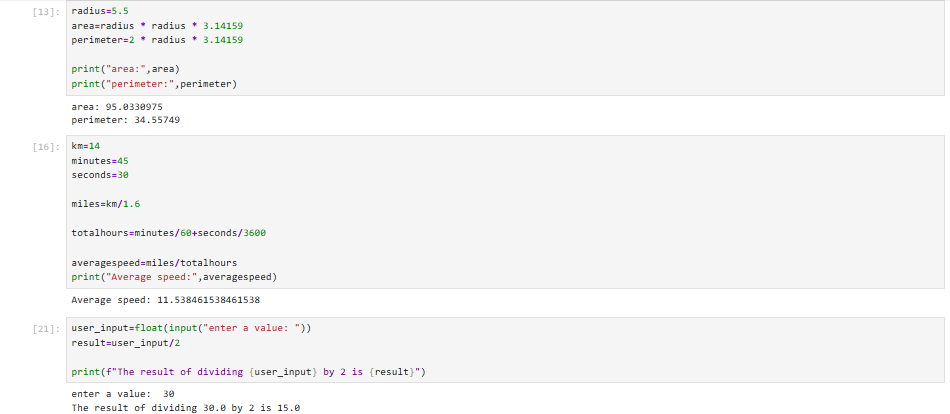 [13]:
radius=5.5
area=radius * radius * 3.14159
perimeter=2 * radius * 3.14159
print("area:",area)
print("perimeter:",perimeter)
area: 95.0330975
perimeter: 34.55749
[16]:
km=14
minutes=45
seconds=30
miles=km/1.6
totalhours=minutes/60+seconds/3600
averagespeed=miles/totalhours
print("Average speed:",averagespeed)
Average speed: 11.538461538461538
[21]:
user_input=float(input("enter a value: "))
result=user_input/2
print(f"The result of dividing {user_input} by 2 is {result}")
enter a value:  30
The result of dividing 30.0 by 2 is 15.0